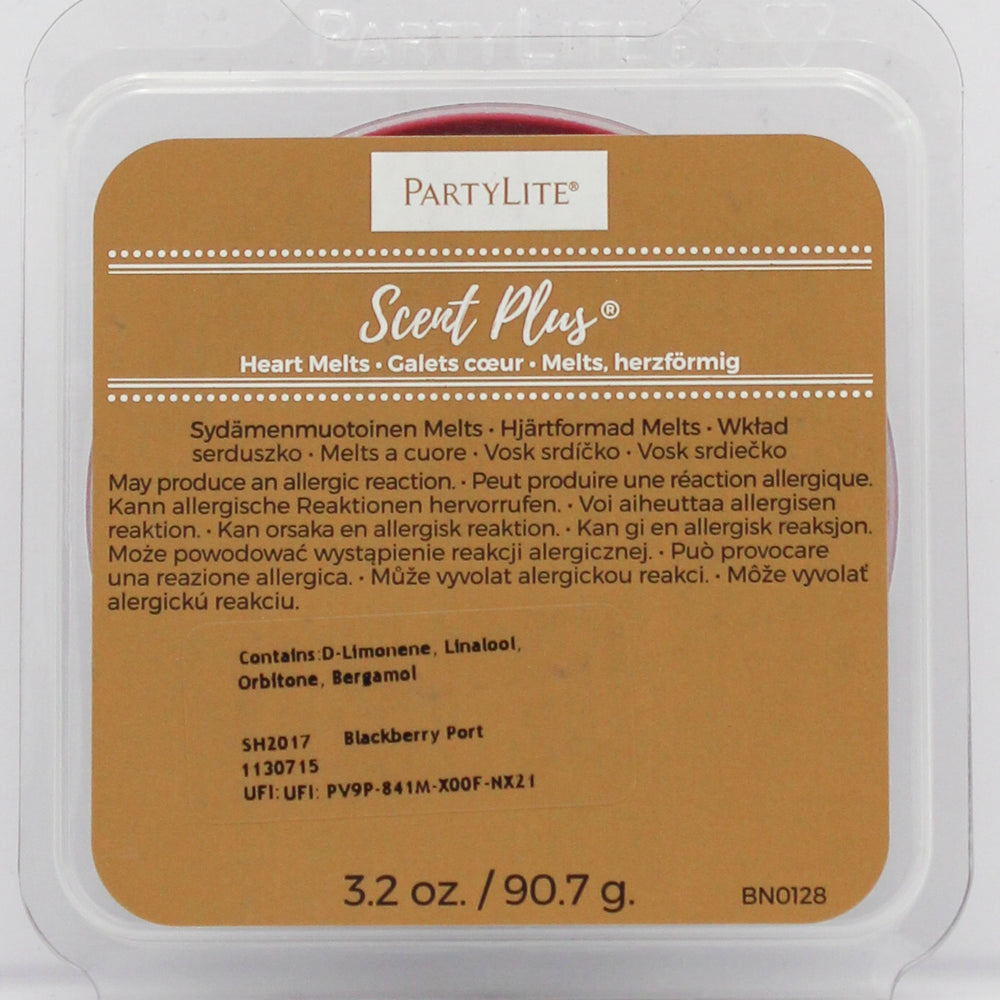 PARTYLITE®
PARTYLITE®
Scent Plus®
Heart Melts • Galets cœur • Melts, herzförmig
Sydämenmuotoinen Melts • Hjärtformad Melts • Wkład
serduszko • Melts a cuore • Vosk srdíčko • Vosk srdiečko
May produce an allergic reaction. • Peut produire une réaction allergique.
Kann allergische Reaktionen hervorrufen. • Voi aiheuttaa allergisen
reaktion. • Kan orsaka en allergisk reaktion. • Kan gi en allergisk reaksjon.
Może powodować wystąpienie reakcji alergicznej. • Può provocare
una reazione allergica. • Může vyvolat alergickou reakci. • Môže vyvolať
alergickú reakciu.
Contains:D-Limonene, Linalool,
Orbitone, Bergamol
SH2017 Blackberry Port
1130715
UFI: UFI: PV9P-841M-X00F-NX21
3.2 oz. / 90.7 g.
BN0128